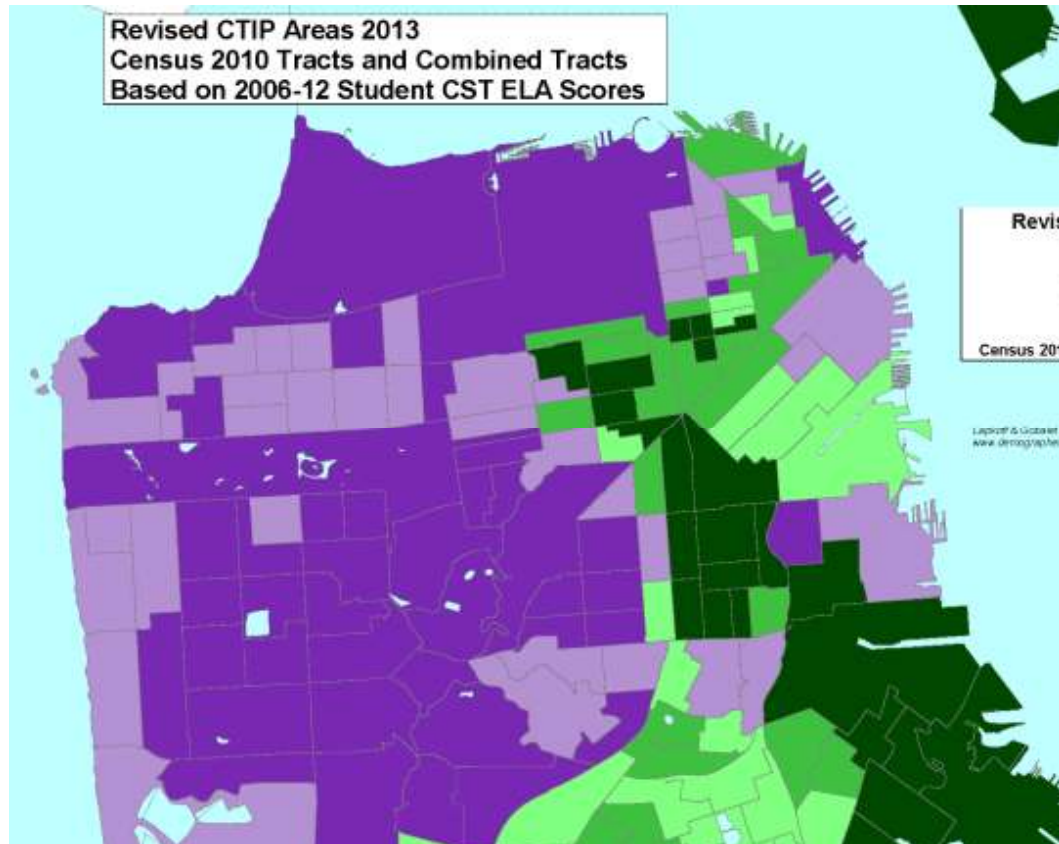 Revised CTIP Areas 2013
Census 2010 Tracts and Combined Tracts
Based on 2006-12 Student CST ELA Scores
Revis
Census 201